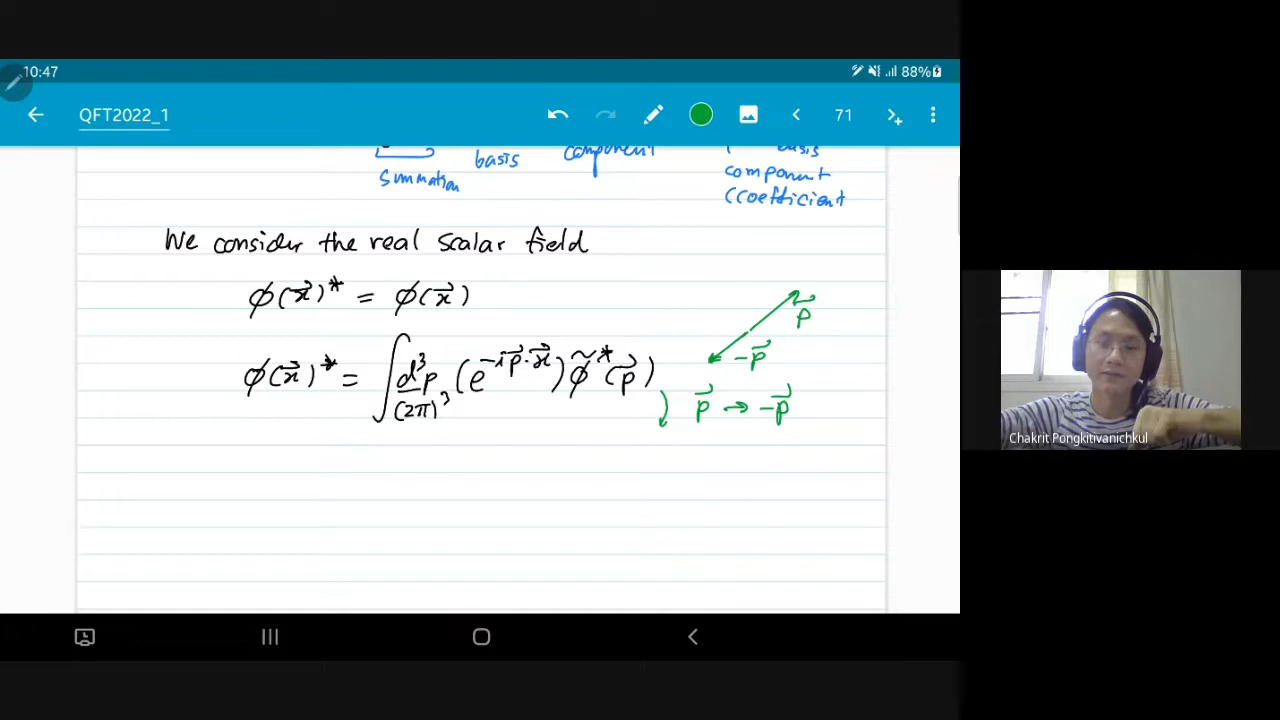 10:47
88%
QFT2022_1
71
basis
component
summation
component
(coefficient
We consider the real scalar field
φ(x⃗)* = φ(x⃗)
p⃗
-p⃗
φ(x⃗)* = ∫ d³p/(2π)³ (e^{-ip⃗·x⃗}) φ̃*(p⃗)
p⃗ → -p⃗
Chakrit Pongkitivanichkul